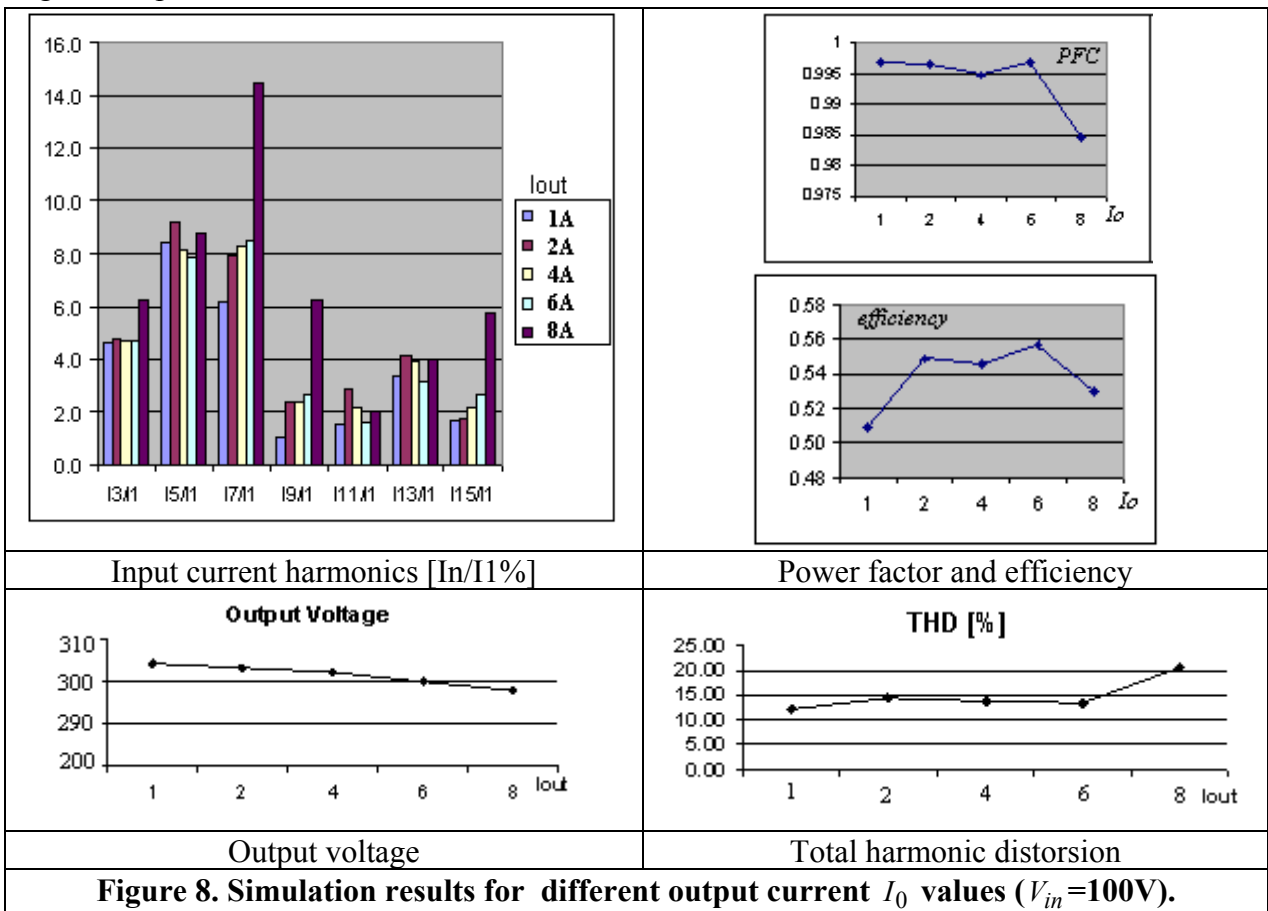 16.0
14.0
12.0
10.0
8.0
6.0
4.0
2.0
0.0
I3/I1 I5/I1 I7/I1 I9/I1 I11/I1 I13/I1 I15/I1
Iout
1A
2A
4A
6A
8A
PFC
1
0.995
0.99
0.985
0.98
0.975
1 2 4 6 8 Io
efficiency
0.58
0.56
0.54
0.52
0.50
0.48
1 2 4 6 8 Io
Input current harmonics [In/I1%]
Power factor and efficiency
Output Voltage
310
300
290
200
1 2 4 6 8 Iout
THD [%]
25.00
20.00
15.00
10.00
5.00
0.00
1 2 4 6 8 Iout
Output voltage
Total harmonic distorsion
Figure 8. Simulation results for different output current I0 values (Vin=100V).